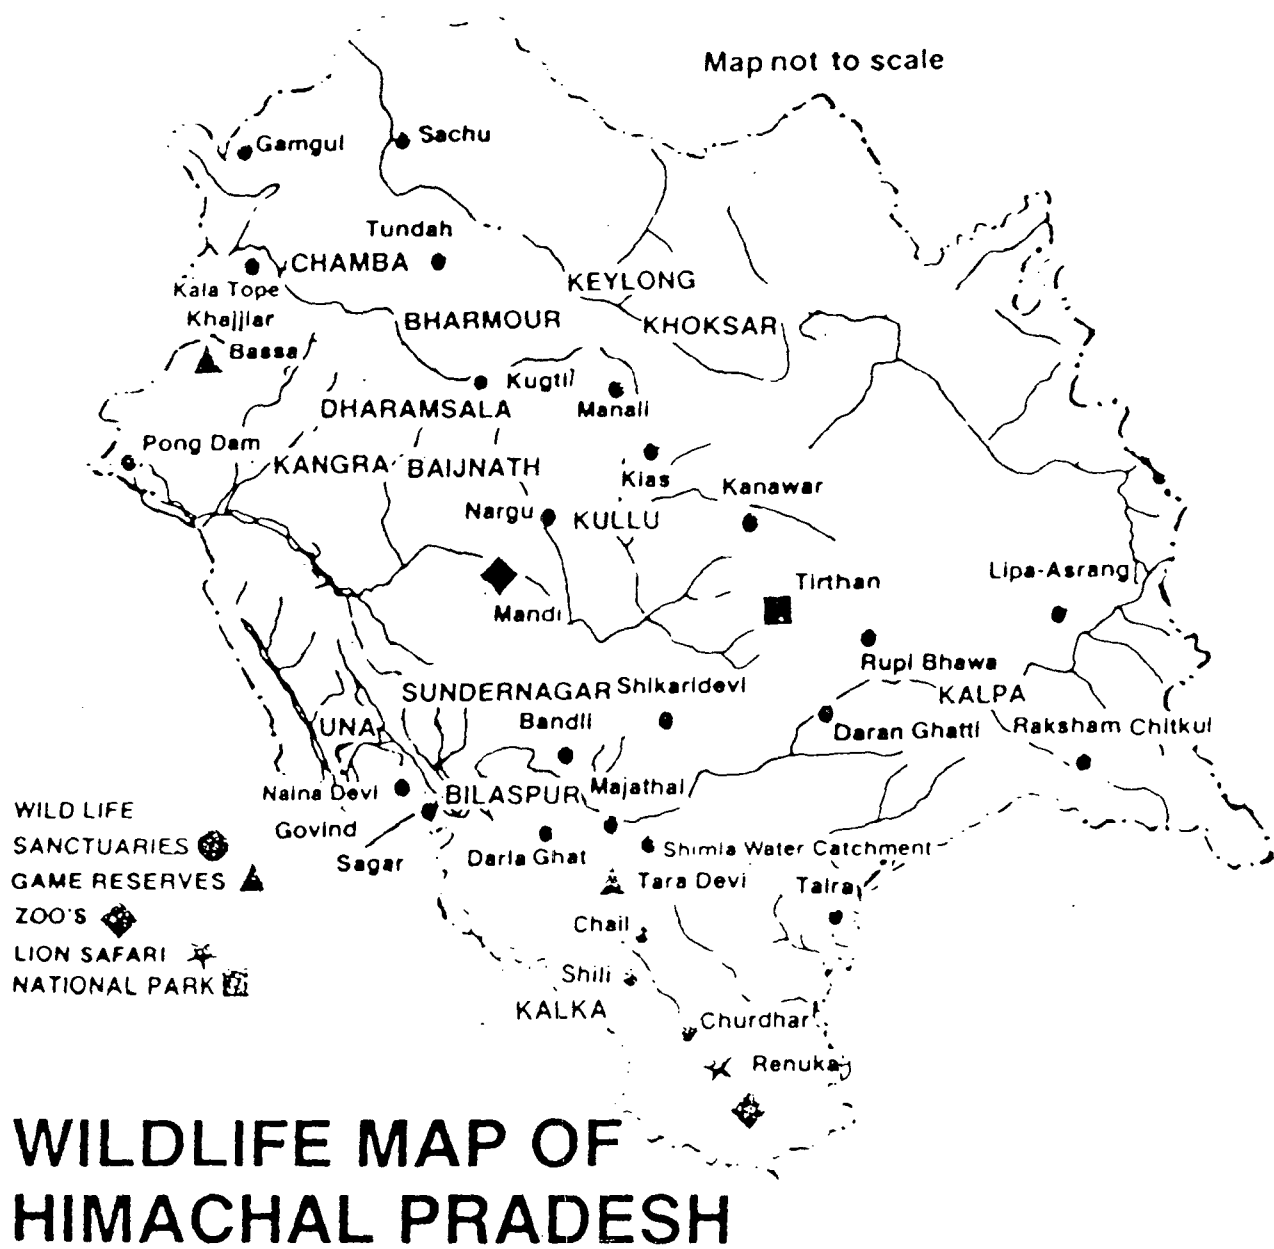 Map not to scale
Gamgul
Sachu
Tundah
CHAMBA
Kala Tope
Khajjiar
Bassa
KEYLONG
BHARMOUR
KHOKSAR
Kugtil
Manali
DHARAMSALA
Pong Dam
KANGRA
BAIJNATH
Kias
Kanawar
Nargu
KULLU
Mandi
Tirthan
Lipa-Asrang
Rupi Bhawa
SUNDERNAGAR
Shikaridevi
KALPA
Bandli
UNA
Daran Ghatti
Raksham Chitkul
Naina Devi
BILASPUR
Majathal
Govind
Sagar
Darla Ghat
Shimla Water Catchment
Tara Devi
Talra
Chail
Shili
KALKA
Churdhar
Renuka
WILD LIFE
SANCTUARIES
GAME RESERVES
ZOO'S
LION SAFARI
NATIONAL PARK
WILDLIFE MAP OF
HIMACHAL PRADESH